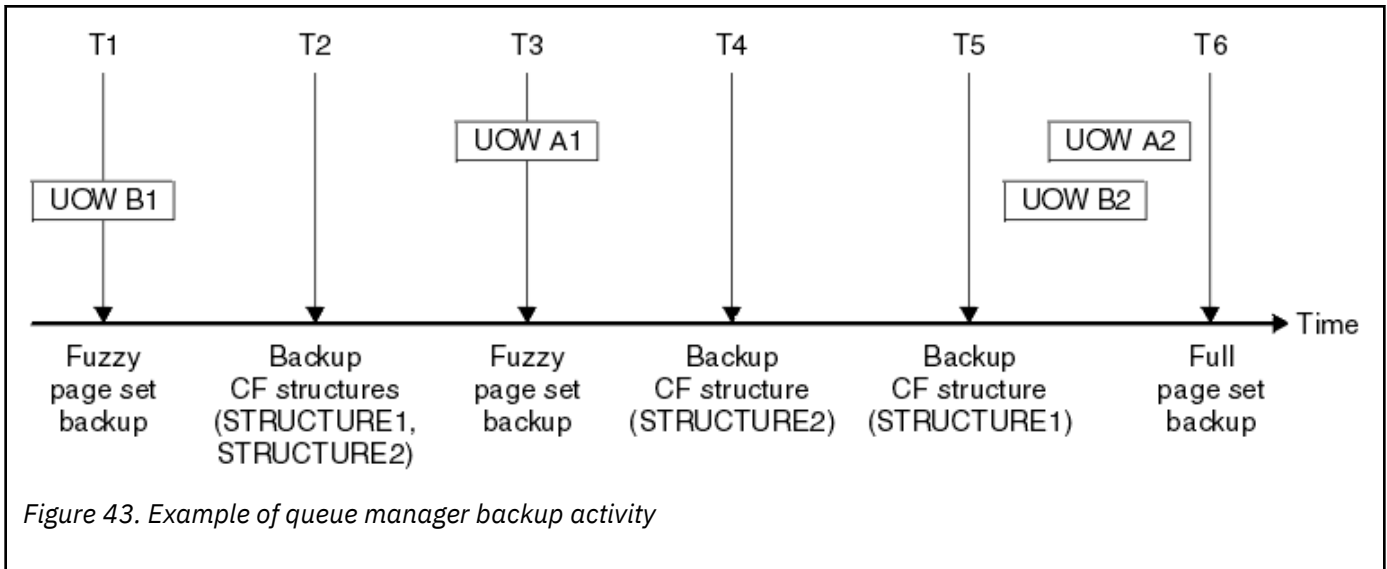 T1 T2 T3 T4 T5 T6
UOW A1 UOW A2
UOW B1 UOW B2
Time
Fuzzy
page set
backup
Backup
CF structures
(STRUCTURE1,
STRUCTURE2)
Fuzzy
page set
backup
Backup
CF structure
(STRUCTURE2)
Backup
CF structure
(STRUCTURE1)
Full
page set
backup
Figure 43. Example of queue manager backup activity